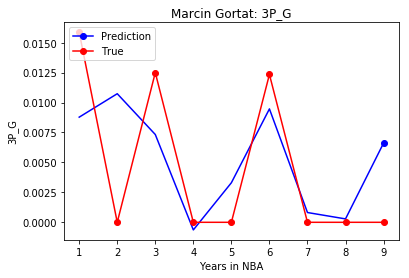 Marcin Gortat: 3P_G
Prediction
True
0.0150
0.0125
0.0100
0.0075
0.0050
0.0025
0.0000
3P_G
1 2 3 4 5 6 7 8 9
Years in NBA